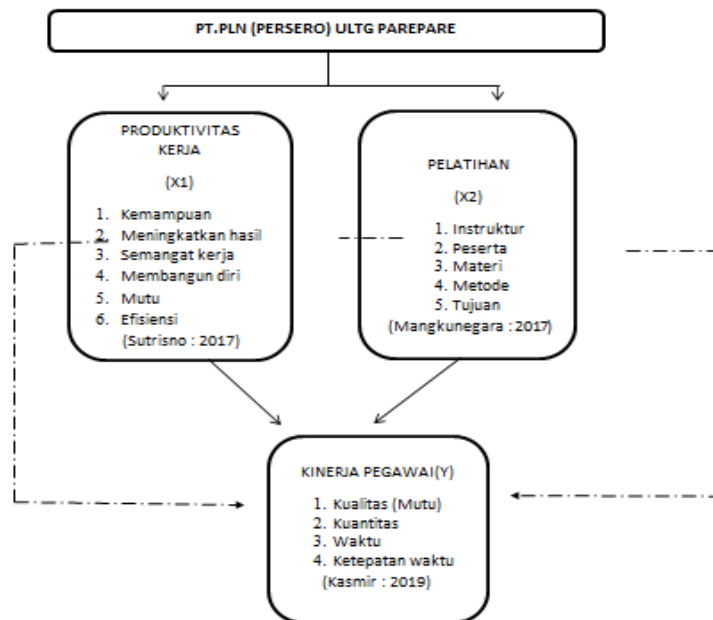 PT.PLN (PERSERO) ULTG PAREPARE
PRODUKTIVITAS
KERJA
(X1)
1. Kemampuan
2. Meningkatkan hasil
3. Semangat kerja
4. Membangun diri
5. Mutu
6. Efisiensi
(Sutrisno : 2017)
PELATIHAN
(X2)
1. Instruktur
2. Peserta
3. Materi
4. Metode
5. Tujuan
(Mangkunegara : 2017)
KINERJA PEGAWAI(Y)
1. Kualitas (Mutu)
2. Kuantitas
3. Waktu
4. Ketepatan waktu
(Kasmir : 2019)